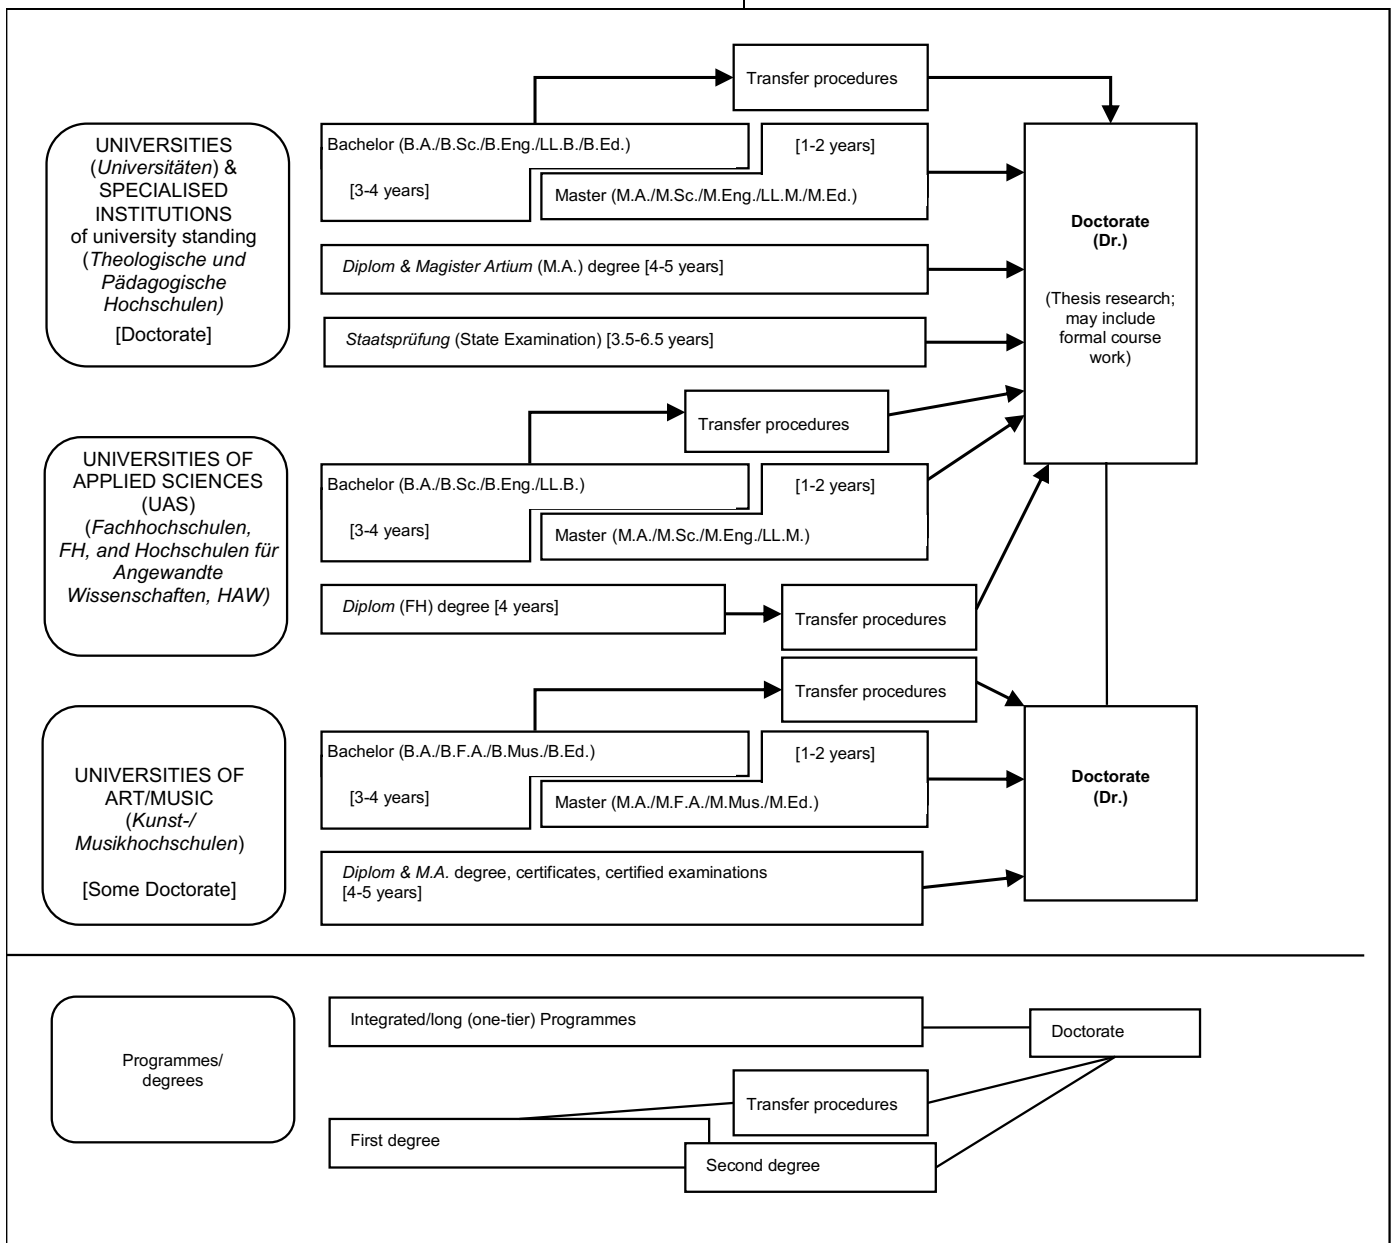 Transfer procedures
UNIVERSITIES
(Universitäten) &
SPECIALISED
INSTITUTIONS
of university standing
(Theologische und
Pädagogische
Hochschulen)
[Doctorate]
Bachelor (B.A./B.Sc./B.Eng./LL.B./B.Ed.)
[3-4 years]
[1-2 years]
Master (M.A./M.Sc./M.Eng./LL.M./M.Ed.)
Diplom & Magister Artium (M.A.) degree [4-5 years]
Staatsprüfung (State Examination) [3.5-6.5 years]
Doctorate
(Dr.)
(Thesis research;
may include
formal course
work)
UNIVERSITIES OF
APPLIED SCIENCES
(UAS)
(Fachhochschulen,
FH, and Hochschulen für
Angewandte
Wissenschaften, HAW)
Transfer procedures
Bachelor (B.A./B.Sc./B.Eng./LL.B.)
[3-4 years]
[1-2 years]
Master (M.A./M.Sc./M.Eng./LL.M.)
Diplom (FH) degree [4 years]
Transfer procedures
UNIVERSITIES OF
ART/MUSIC
(Kunst-/
Musikhochschulen)
[Some Doctorate]
Transfer procedures
Bachelor (B.A./B.F.A./B.Mus./B.Ed.)
[3-4 years]
[1-2 years]
Master (M.A./M.F.A./M.Mus./M.Ed.)
Diplom & M.A. degree, certificates, certified examinations
[4-5 years]
Doctorate
(Dr.)
Programmes/
degrees
Integrated/long (one-tier) Programmes
Doctorate
Transfer procedures
First degree
Second degree